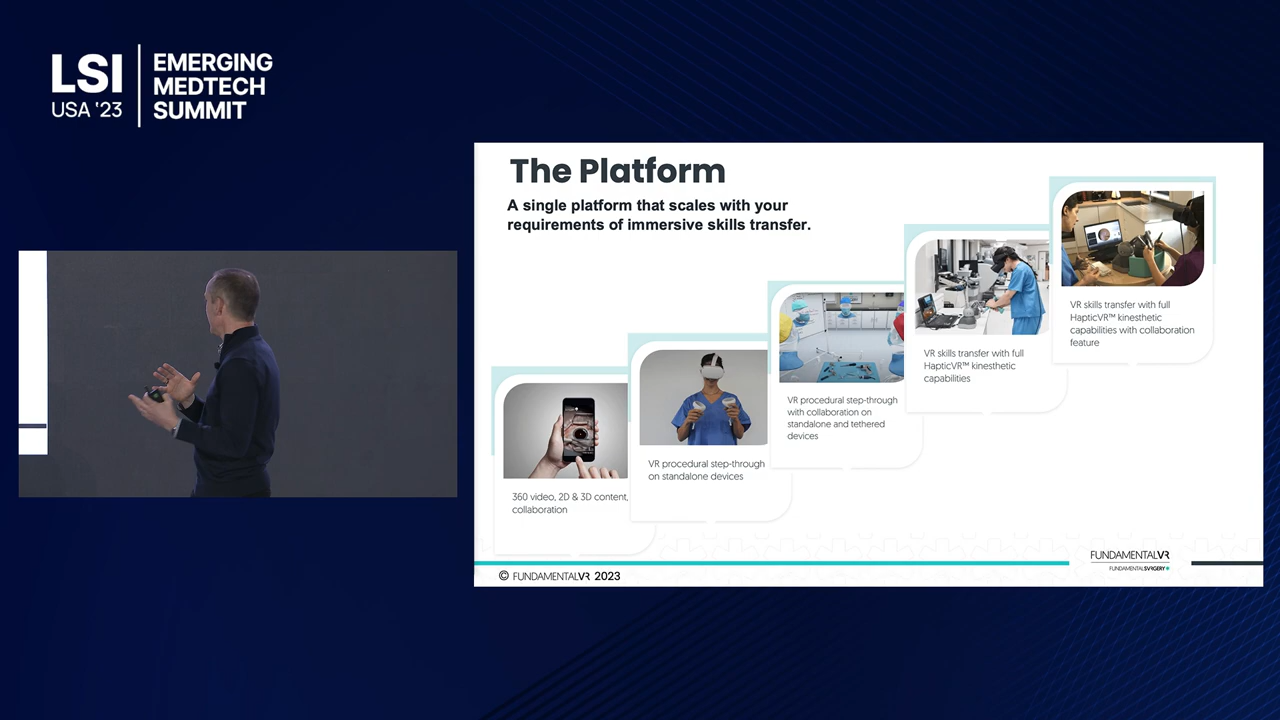 LSI
USA '23
EMERGING
MEDTECH
SUMMIT
The Platform
A single platform that scales with your
requirements of immersive skills transfer.
360 video, 2D & 3D content,
collaboration
VR procedural step-through
on standalone devices
VR procedural step-through
with collaboration on
standalone and tethered
devices
VR skills transfer with full
HapticVR™ kinesthetic
capabilities
VR skills transfer with full
HapticVR™ kinesthetic
capabilities with collaboration
feature
© FUNDAMENTALVR 2023
FUNDAMENTALVR
FUNDAMENTALSVRGERY